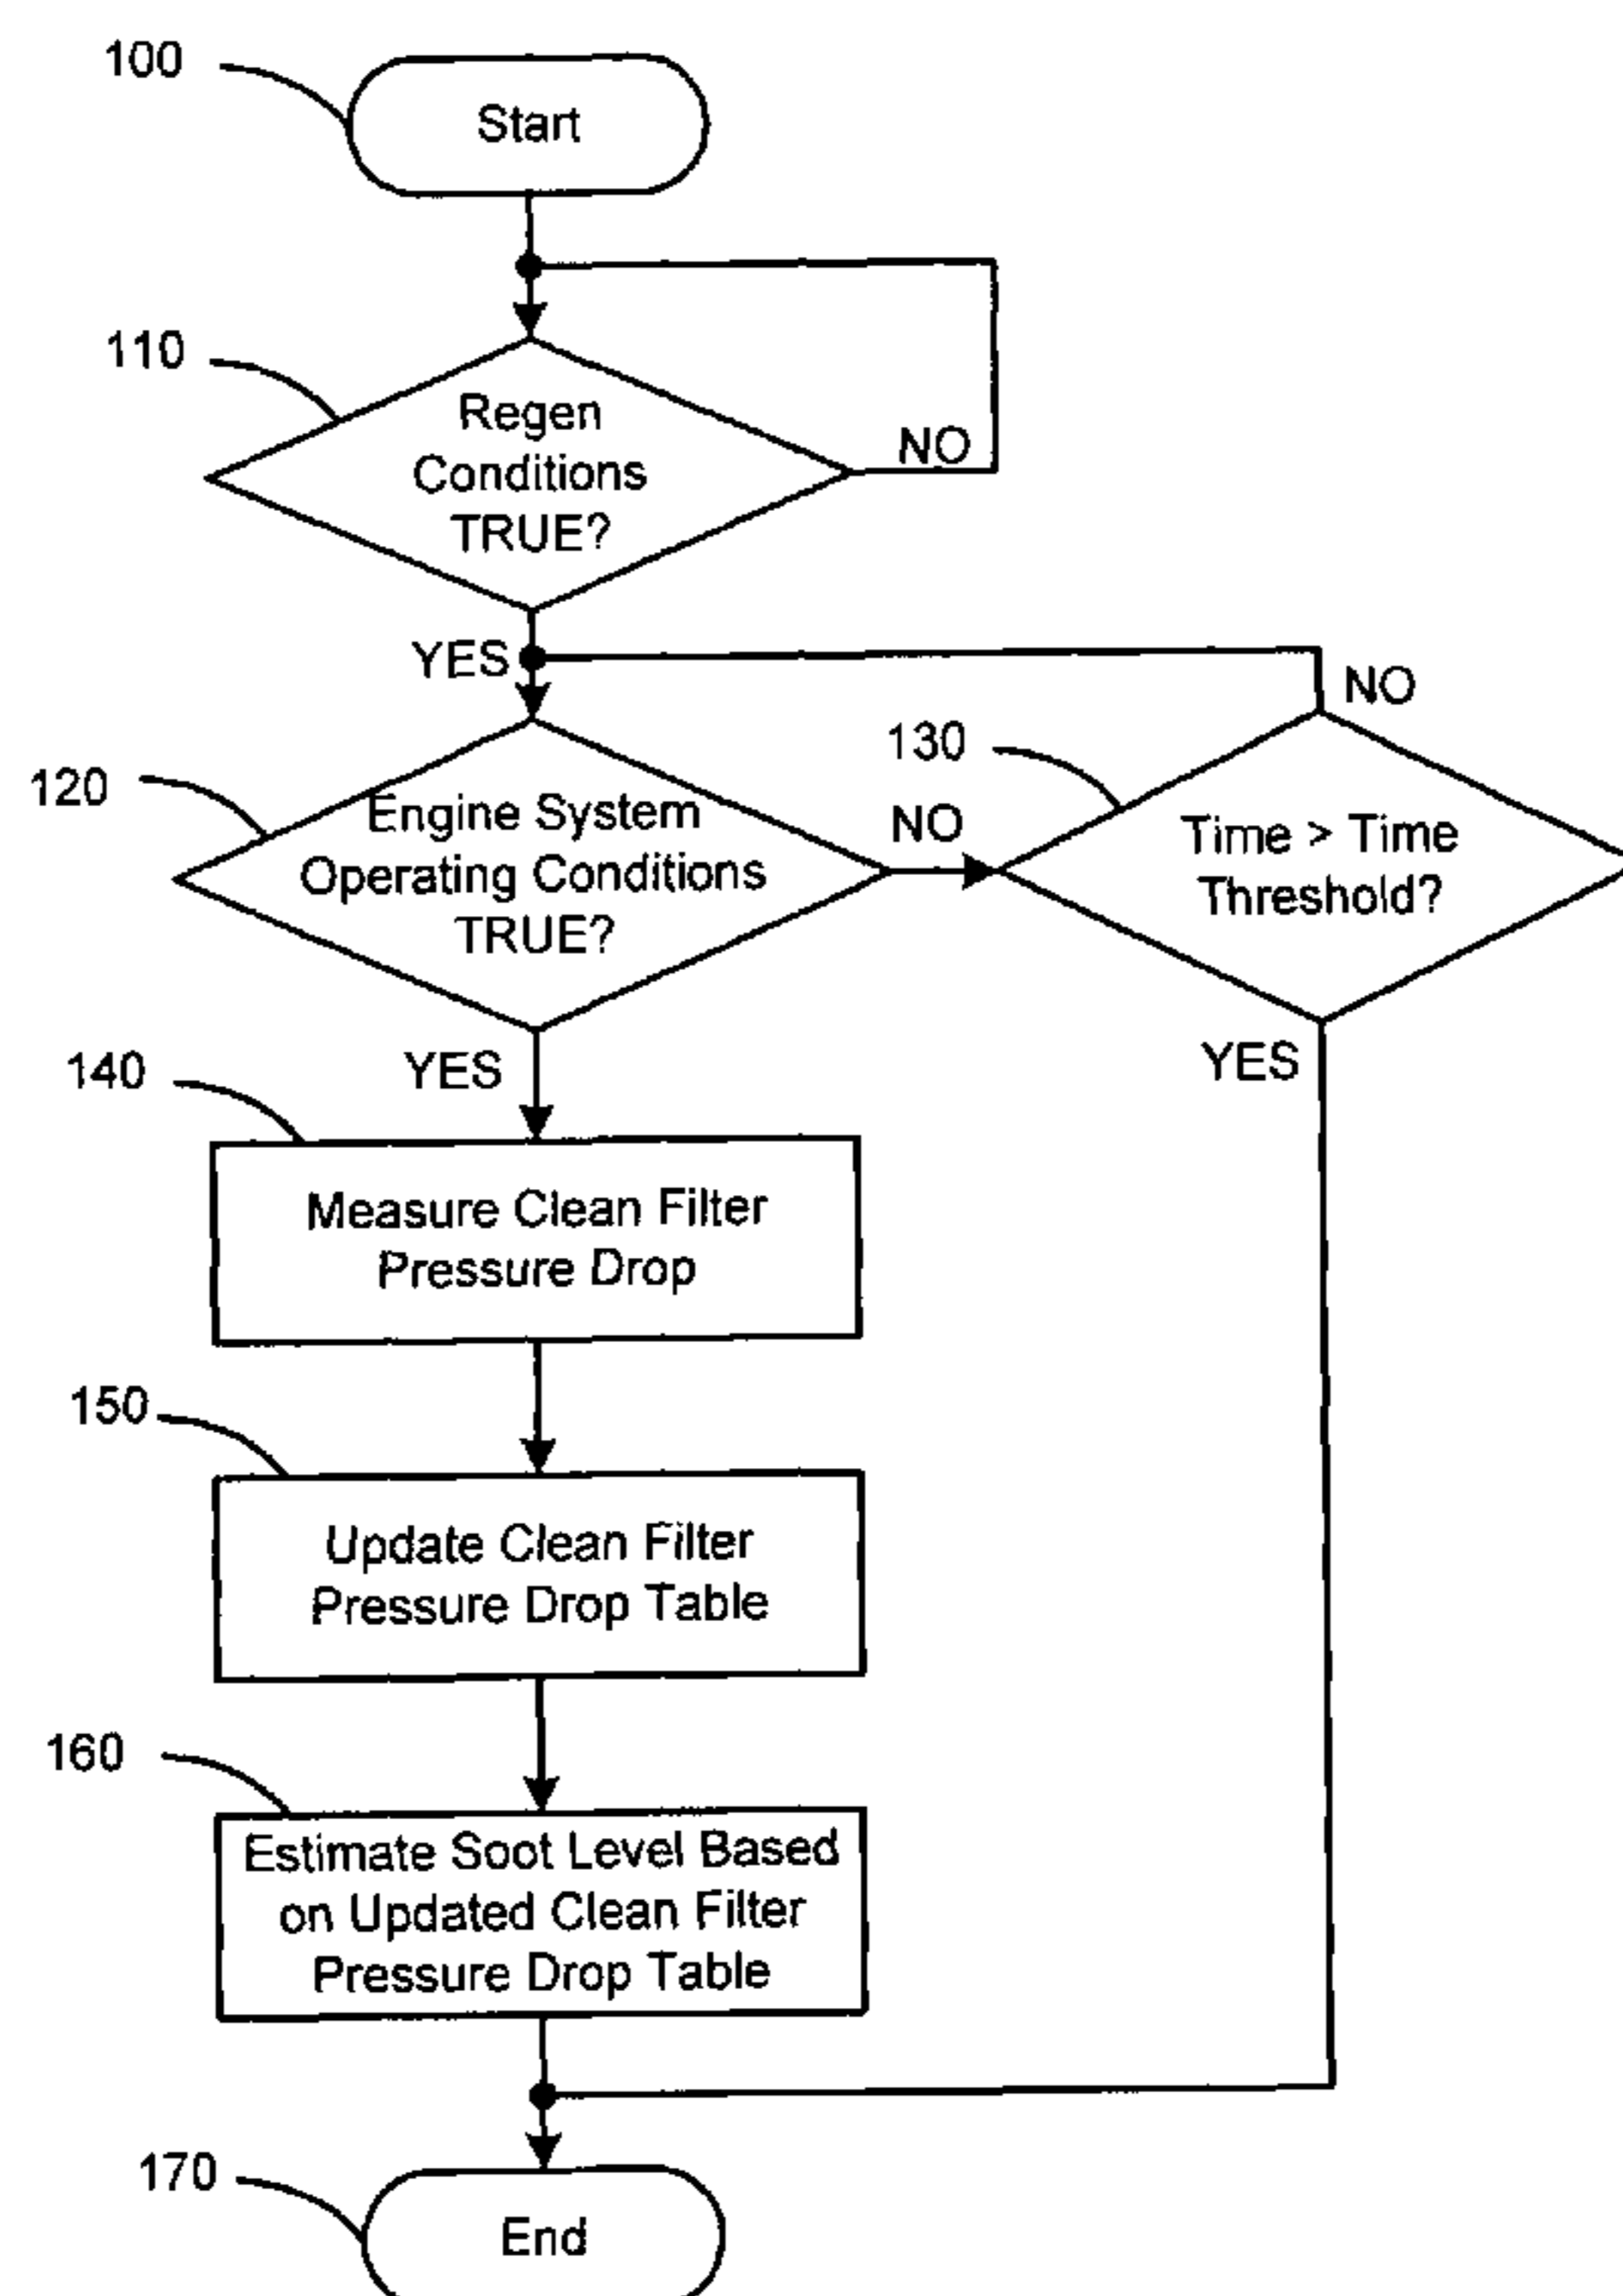 100
Start
110
Regen
Conditions
TRUE?
NO
YES
NO
120
Engine System
Operating Conditions
TRUE?
NO
130
Time > Time
Threshold?
YES
YES
140
Measure Clean Filter
Pressure Drop
150
Update Clean Filter
Pressure Drop Table
160
Estimate Soot Level Based
on Updated Clean Filter
Pressure Drop Table
170
End